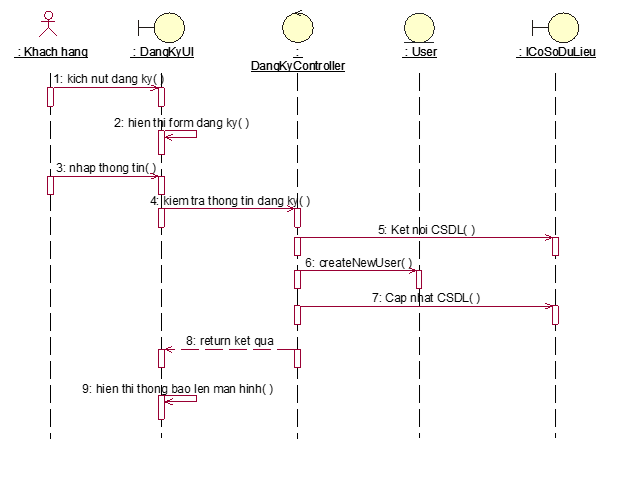 : Khach hang
: DangKyUI
:
DangKyController
: User
: ICoSoDuLieu
1: kich nut dang ky( )
2: hien thi form dang ky( )
3: nhap thong tin( )
4: kiem tra thong tin dang ky( )
5: Ket noi CSDL( )
6: createNewUser( )
7: Cap nhat CSDL( )
8: return ket qua
9: hien thi thong bao len man hinh( )